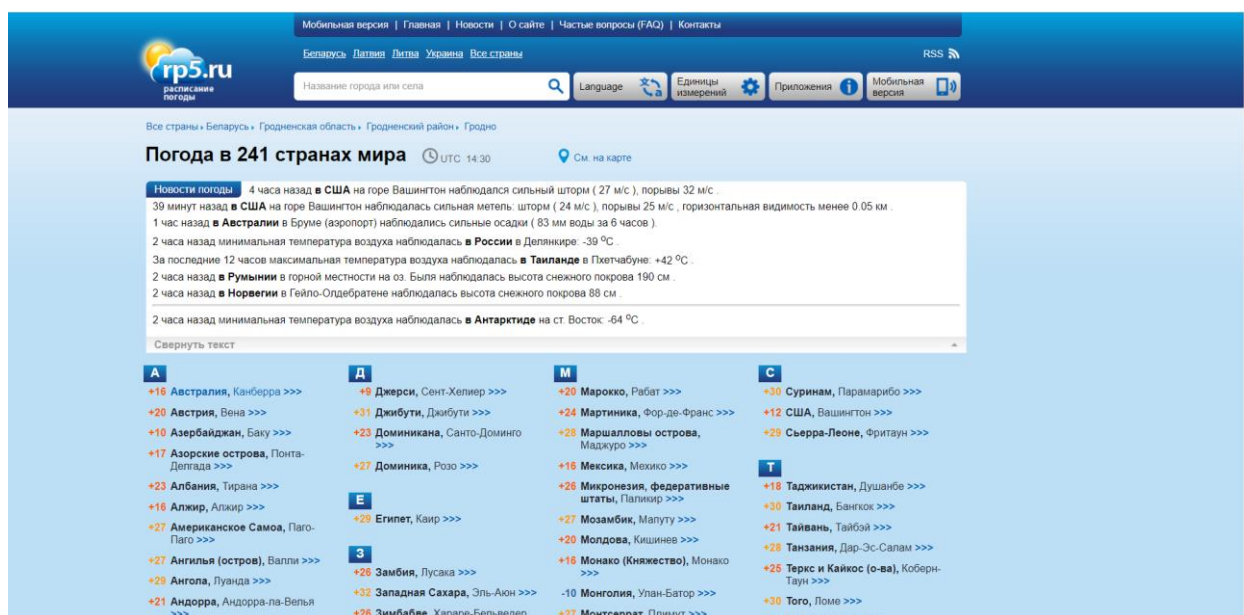 Мобильная версия | Главная | Новости | О сайте | Частые вопросы (FAQ) | Контакты
Беларусь Латвия Литва Украина Все страны
RSS
rp5.ru
расписание
погоды
Название города или села
Language
Единицы
измерений
Приложения
Мобильная
версия
Все страны › Беларусь › Гродненская область › Гродненский район › Гродно
Погода в 241 странах мира UTC 14:30 См. на карте
Новости погоды 4 часа назад в США на горе Вашингтон наблюдался сильный шторм ( 27 м/с ), порывы 32 м/с .
39 минут назад в США на горе Вашингтон наблюдалась сильная метель: шторм ( 24 м/с ), порывы 25 м/с , горизонтальная видимость менее 0.05 км .
1 час назад в Австралии в Бруме (аэропорт) наблюдались сильные осадки ( 83 мм воды за 6 часов ).
2 часа назад минимальная температура воздуха наблюдалась в России в Делянкире: -39 °C .
За последние 12 часов максимальная температура воздуха наблюдалась в Таиланде в Пхетчабуне: +42 °C .
2 часа назад в Румынии в горной местности на оз. Быля наблюдалась высота снежного покрова 190 см .
2 часа назад в Норвегии в Гейло-Олдебратене наблюдалась высота снежного покрова 88 см .
2 часа назад минимальная температура воздуха наблюдалась в Антарктиде на ст. Восток: -64 °C .
Свернуть текст
А
+16 Австралия, Канберра >>>
+20 Австрия, Вена >>>
+10 Азербайджан, Баку >>>
+17 Азорские острова, Понта-
Делгада >>>
+23 Албания, Тирана >>>
+16 Алжир, Алжир >>>
+27 Американское Самоа, Паго-
Паго >>>
+27 Ангилья (остров), Валли >>>
+29 Ангола, Луанда >>>
+21 Андорра, Андорра-ла-Велья
>>>
Д
+9 Джерси, Сент-Хелиер >>>
+31 Джибути, Джибути >>>
+23 Доминикана, Санто-Доминго
>>>
+27 Доминика, Розо >>>
Е
+29 Египет, Каир >>>
З
+26 Замбия, Лусака >>>
+32 Западная Сахара, Эль-Аюн >>>
+26 Зимбабве, Хараре-Бельведер
М
+20 Марокко, Рабат >>>
+24 Мартиника, Фор-де-Франс >>>
+28 Маршалловы острова,
Маджуро >>>
+16 Мексика, Мехико >>>
+26 Микронезия, федеративные
штаты, Паликир >>>
+27 Мозамбик, Мапуту >>>
+20 Молдова, Кишинев >>>
+16 Монако (Княжество), Монако
>>>
-10 Монголия, Улан-Батор >>>
+27 Монтсеррат, Плимут >>>
С
+30 Суринам, Парамарибо >>>
+12 США, Вашингтон >>>
+29 Сьерра-Леоне, Фритаун >>>
Т
+18 Таджикистан, Душанбе >>>
+30 Таиланд, Бангкок >>>
+21 Тайвань, Тайбэй >>>
+28 Танзания, Дар-Эс-Салам >>>
+25 Теркс и Кайкос (о-ва), Коберн-
Таун >>>
+30 Того, Ломе >>>